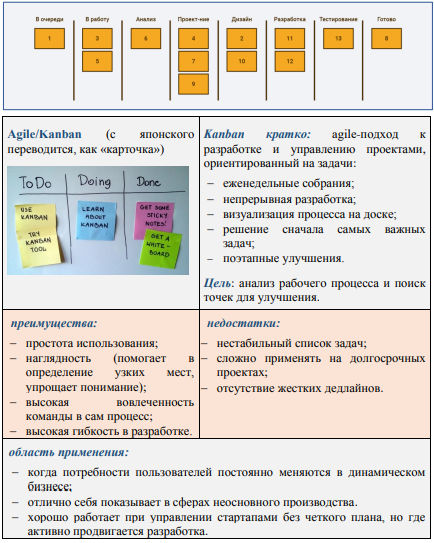 В очереди В работу Анализ Проект-ние Дизайн Разработка Тестирование Готово
1 3 6 4 2 11 13 8
5 7 10 12
9
Agile/Kanban (с японского
переводится, как «карточка»)
To Do Doing Done
USE
KANBAN
TRY
KANBAN
TOOL
LEARN
ABOUT
KANBAN
GET SOME
STICKY
NOTES!
GET A
WHITE-
BOARD
Kanban кратко: agile-подход к
разработке и управлению проектами,
ориентированный на задачи:
– еженедельные собрания;
– непрерывная разработка;
– визуализация процесса на доске;
– решение сначала самых важных
задач;
– поэтапные улучшения.
Цель: анализ рабочего процесса и поиск
точек для улучшения.
преимущества:
– простота использования;
– наглядность (помогает в
определение узких мест,
упрощает понимание);
– высокая вовлеченность
команды в сам процесс;
– высокая гибкость в разработке.
недостатки:
– нестабильный список задач;
– сложно применять на долгосрочных
проектах;
– отсутствие жестких дедлайнов.
область применения:
– когда потребности пользователей постоянно меняются в динамическом
бизнесе;
– отлично себя показывает в сферах неосновного производства.
– хорошо работает при управлении стартапами без четкого плана, но где
активно продвигается разработка.